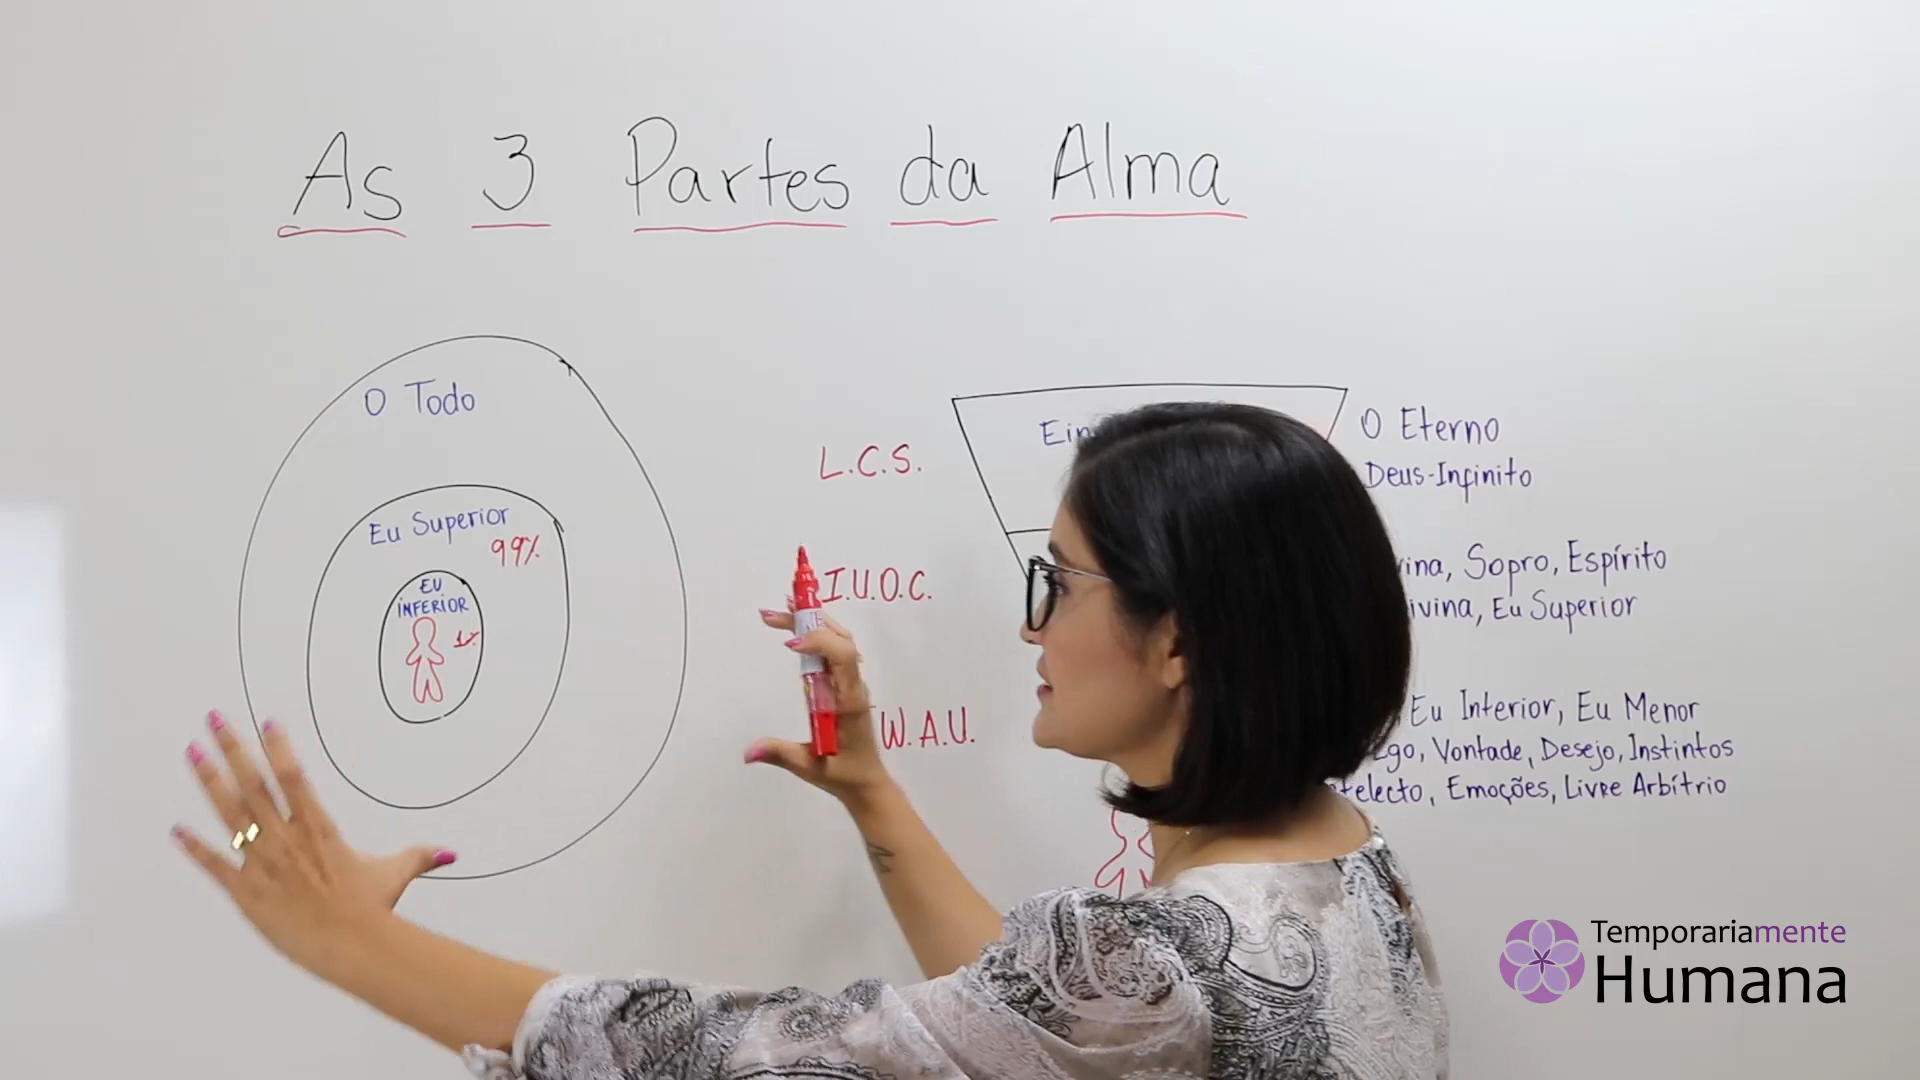 As 3 Partes da Alma
O Todo
Eu Superior
99%
EU
INFERIOR
1%
L.C.S.
I.U.O.C.
W.A.U.
O Eterno
Deus-Infinito
Sopro, Espírito
Eu Superior
Eu Interior, Eu Menor
Vontade, Desejo, Instintos
Emoções, Livre Arbítrio
Temporariamente
Humana